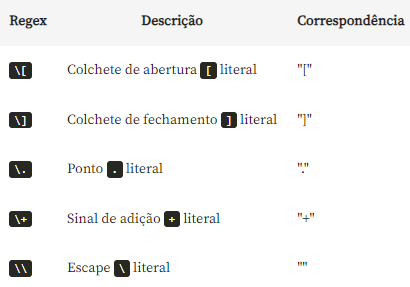 Regex Descrição Correspondência
\[ Colchete de abertura [ literal "["
\] Colchete de fechamento ] literal "]"
\. Ponto . literal "."
\+ Sinal de adição + literal "+"
\\ Escape \ literal ""